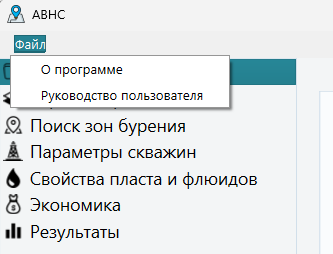 АВНС
Файл
О программе
Руководство пользователя
Поиск зон бурения
Параметры скважин
Свойства пласта и флюидов
Экономика
Результаты